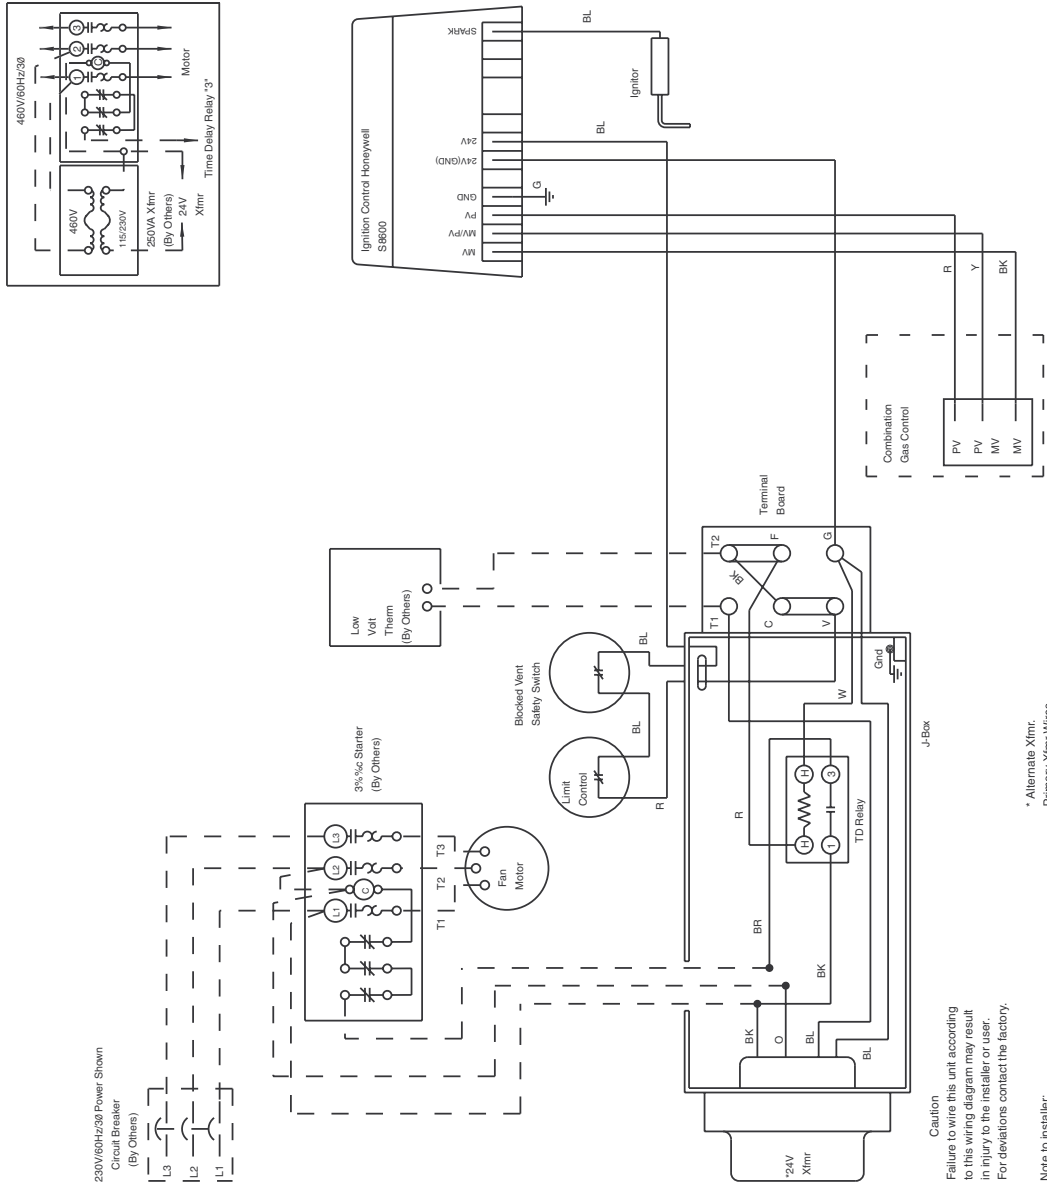 460V/60Hz/3Ø
3
2
C
1
Motor
Time Delay Relay "3"
460V
115/230V
250VA Xfmr
(By Others)
24V
Xfmr
Ignition Control Honeywell
S8600
SPARK
24V
24V(GND)
GND
PV
MV/PV
MV
BL
Ignitor
BL
G
R
Y
BK
Combination
Gas Control
PV
PV
MV
MV
Low
Volt
Therm
(By Others)
Terminal
Board
T2
F
G
BK
T1
C
V
Blocked Vent
Safety Switch
BL
BL
Limit
Control
R
Gnd
W
J-Box
3%%c Starter
(By Others)
L3
L2
C
L1
T3
T2
T1
Fan
Motor
R
H
3
H
1
TD Relay
BR
BK
BK
O
BL
BL
230V/60Hz/3Ø Power Shown
Circuit Breaker
(By Others)
L3
L2
L1
*24V
Xfmr
Caution
Failure to wire this unit according
to this wiring diagram may result
in injury to the installer or user.
For deviations contact the factory.
* Alternate Xfmr.
Primary Xfmr Wires
Note to installer: